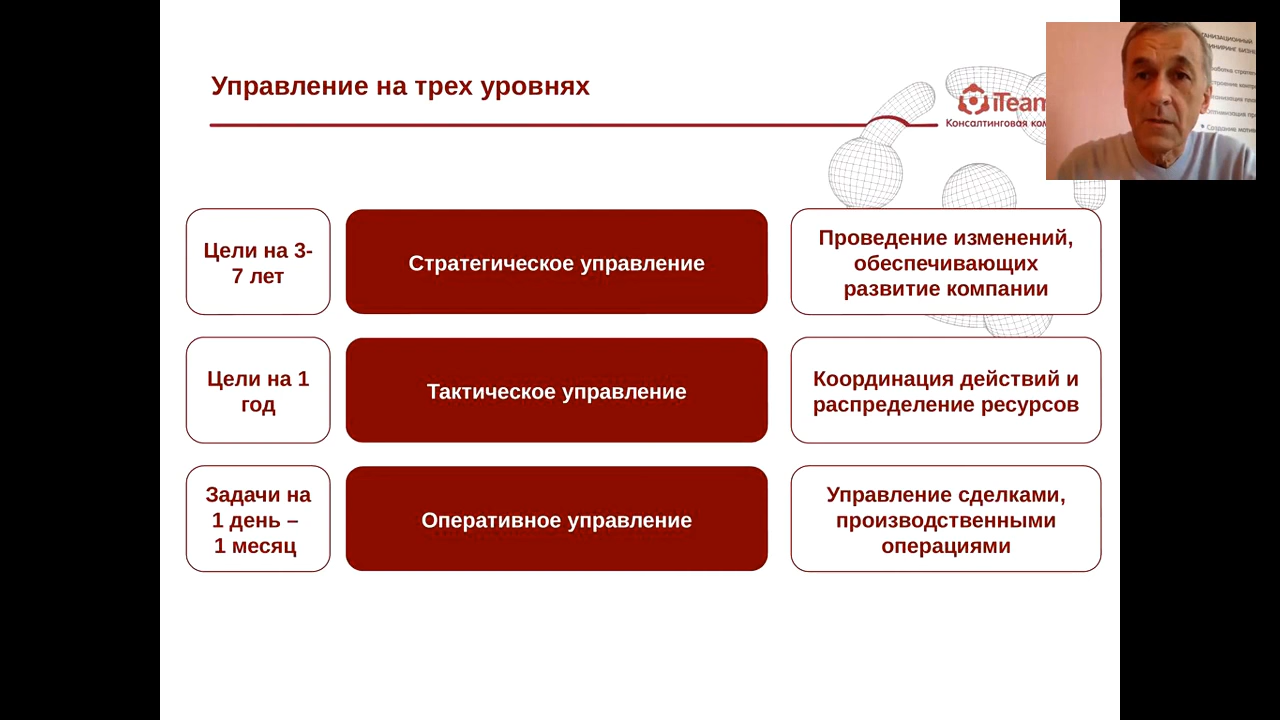 Управление на трех уровнях
iTeam
Консалтинговая
Цели на 3-
7 лет
Стратегическое управление
Проведение изменений,
обеспечивающих
развитие компании
Цели на 1
год
Тактическое управление
Координация действий и
распределение ресурсов
Задачи на
1 день –
1 месяц
Оперативное управление
Управление сделками,
производственными
операциями